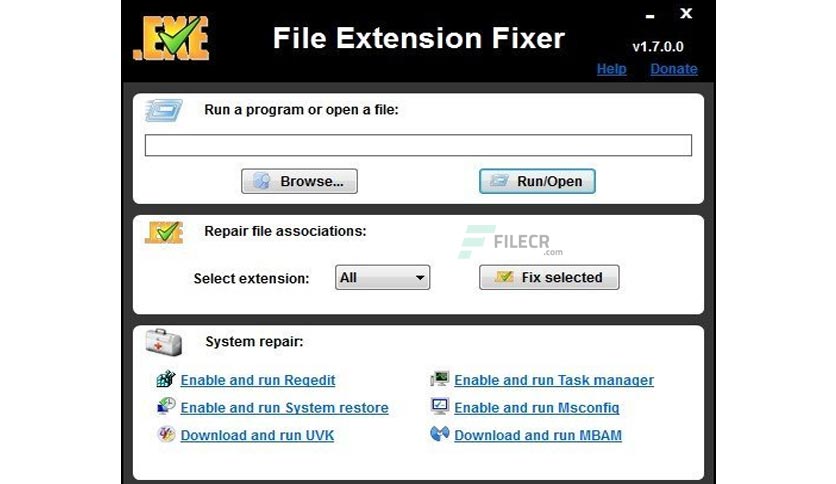 .EXE
File Extension Fixer
v1.7.0.0
Help Donate
Run a program or open a file:
Browse... Run/Open
Repair file associations:
FILECR
.com
Select extension: All Fix selected
System repair:
Enable and run Regedit Enable and run Task manager
Enable and run System restore Enable and run Msconfig
Download and run UVK Download and run MBAM